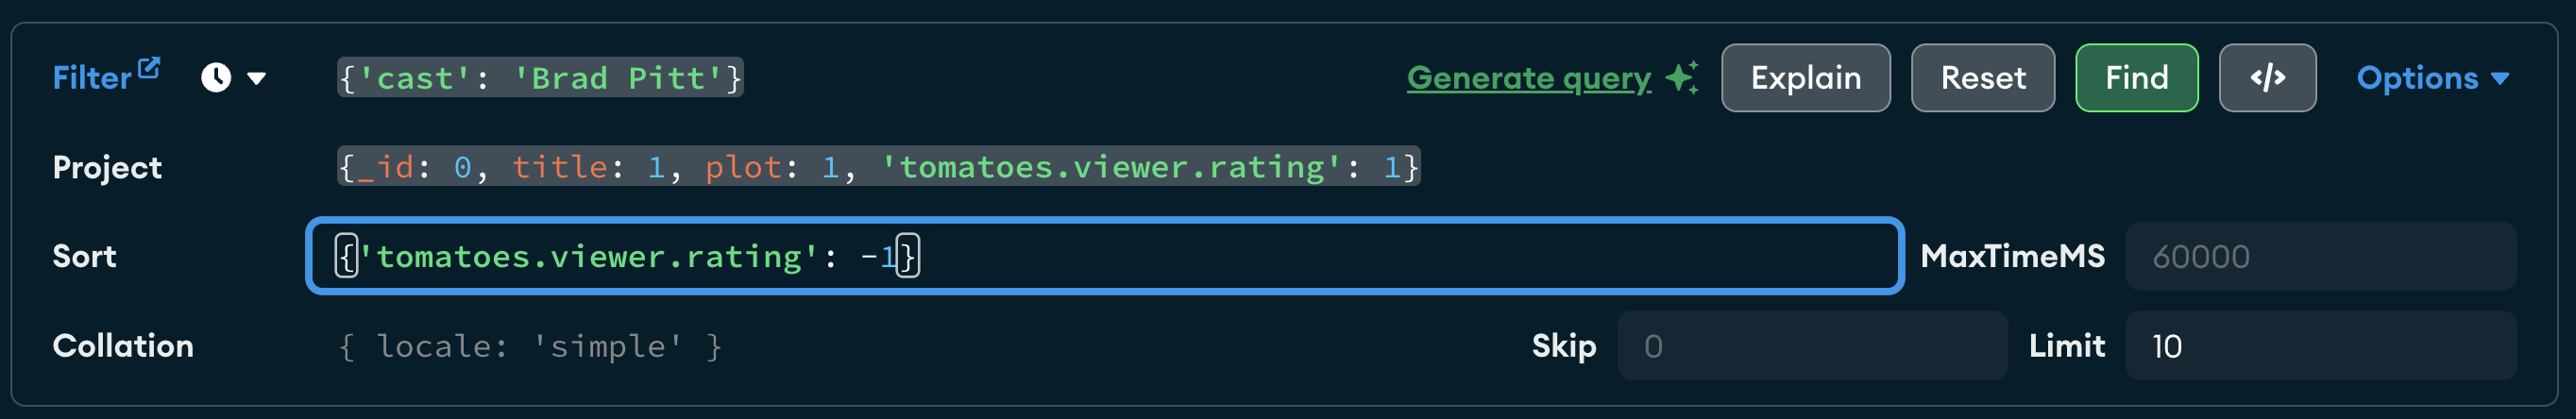 Filter {'cast': 'Brad Pitt'} Generate query Explain Reset Find </> Options
Project {_id: 0, title: 1, plot: 1, 'tomatoes.viewer.rating': 1}
Sort {'tomatoes.viewer.rating': -1} MaxTimeMS 60000
Collation { locale: 'simple' } Skip 0 Limit 10